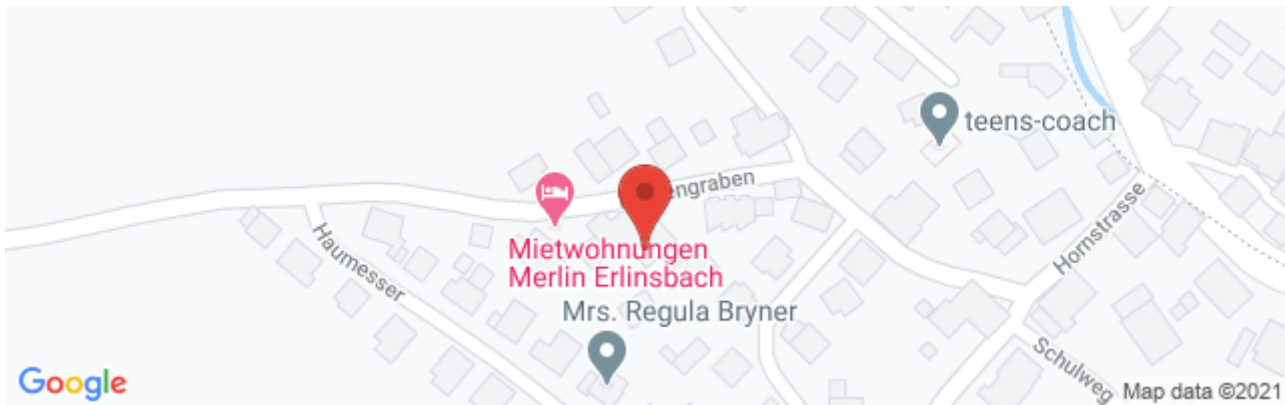 teens-coach
engraben
Hornstrasse
Haumesser
Mietwohnungen
Merlin Erlinsbach
Mrs. Regula Bryner
Schulweg
Google
Map data ©2021